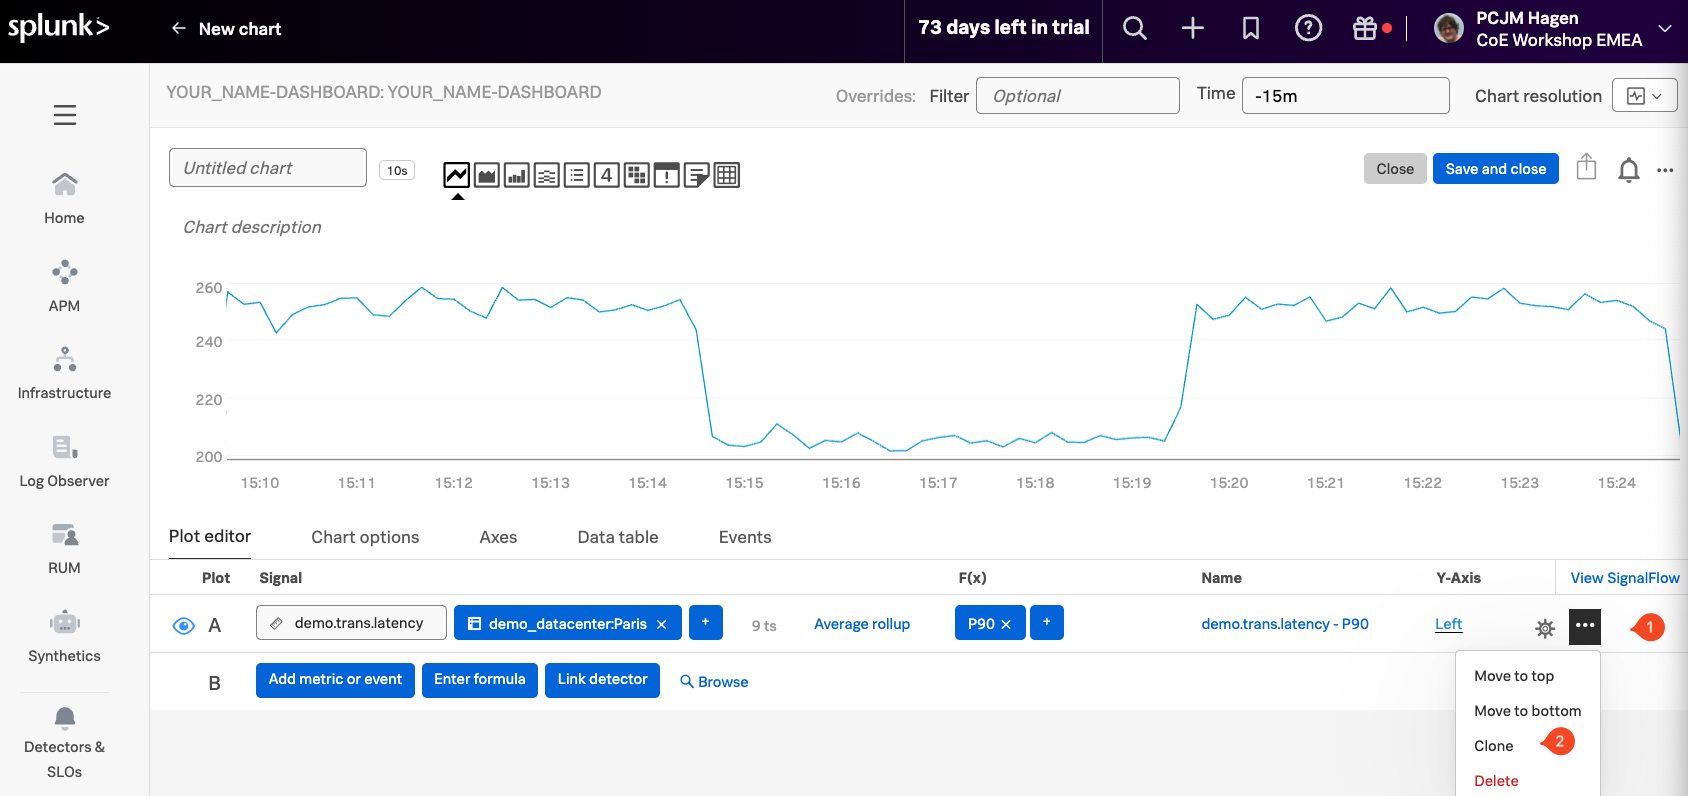 splunk>
← New chart
73 days left in trial
PCJM Hagen
CoE Workshop EMEA
YOUR_NAME-DASHBOARD: YOUR_NAME-DASHBOARD
Overrides: Filter Optional Time -15m Chart resolution
Untitled chart 10s 4 ! Close Save and close
Chart description
Home
APM
Infrastructure
Log Observer
RUM
Synthetics
Detectors &
SLOs
260
240
220
200
15:10 15:11 15:12 15:13 15:14 15:15 15:16 15:17 15:18 15:19 15:20 15:21 15:22 15:23 15:24
Plot editor Chart options Axes Data table Events
Plot Signal F(x) Name Y-Axis View SignalFlow
A demo.trans.latency demo_datacenter:Paris × + 9 ts Average rollup P90 × + demo.trans.latency - P90 Left ... 1
B Add metric or event Enter formula Link detector Browse
Move to top
Move to bottom
Clone 2
Delete